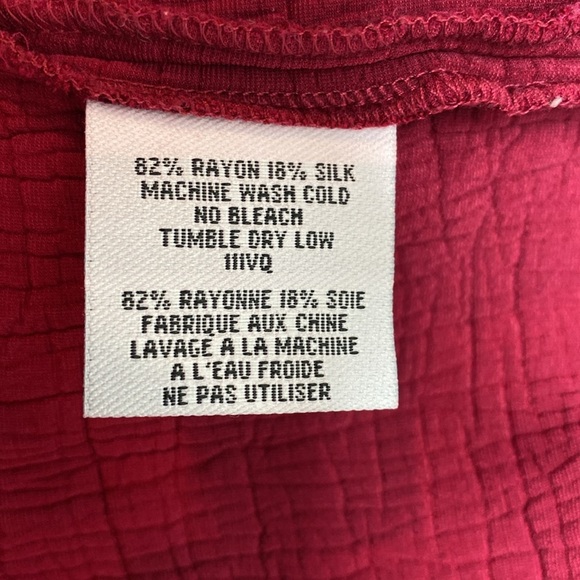 82% RAYON 18% SILK
MACHINE WASH COLD
NO BLEACH
TUMBLE DRY LOW
111VQ
82% RAYONNE 18% SOIE
FABRIQUE AUX CHINE
LAVAGE A LA MACHINE
A L'EAU FROIDE
NE PAS UTILISER